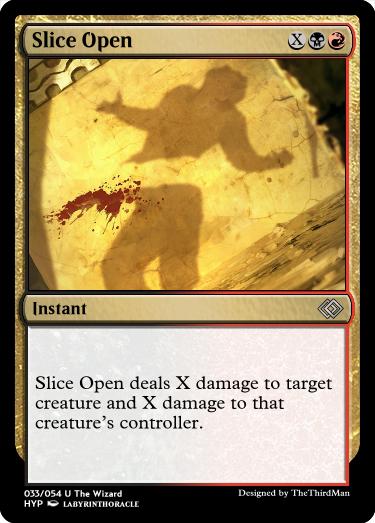 Slice Open X
Instant
Slice Open deals X damage to target
creature and X damage to that
creature's controller.
033/054 U The Wizard
Designed by TheThirdMan
HYP LABYRINTHORACLE